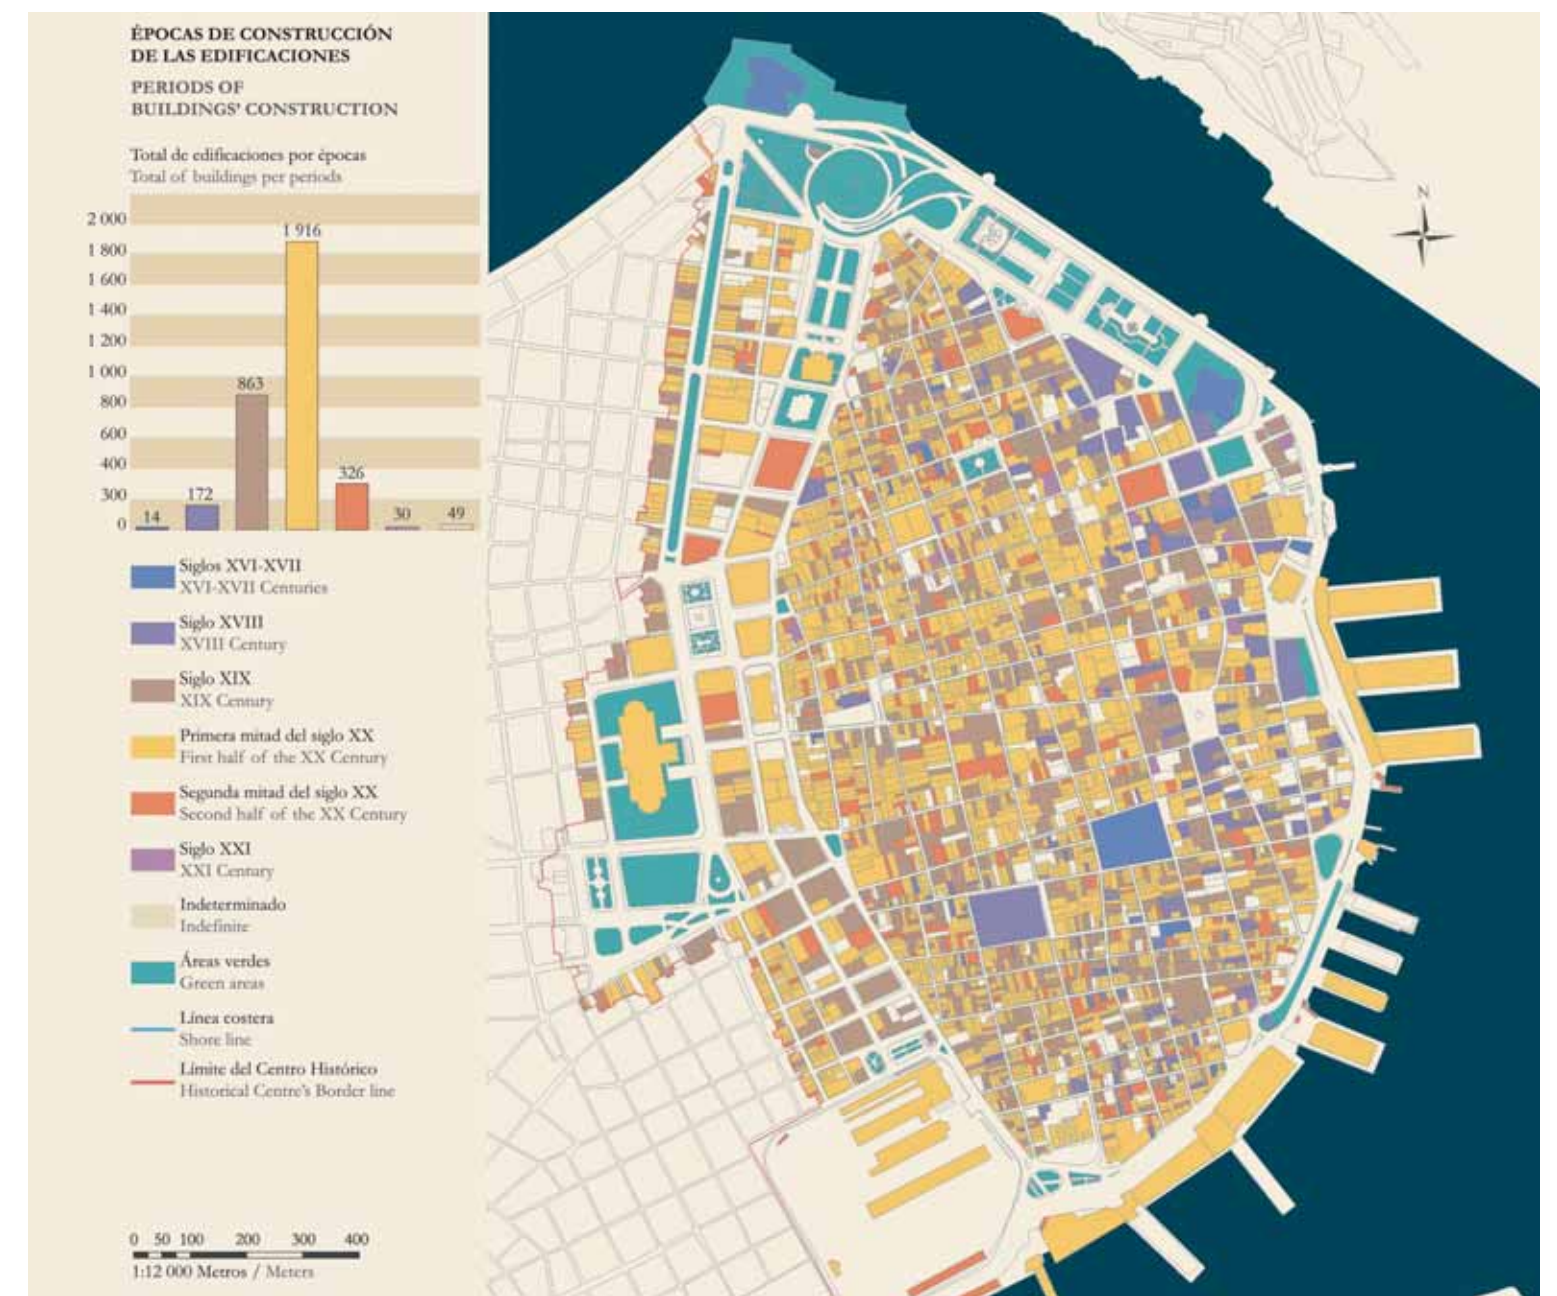 ÉPOCAS DE CONSTRUCCIÓN
DE LAS EDIFICACIONES
PERIODS OF
BUILDINGS' CONSTRUCTION
Total de edificaciones por épocas
Total of buildings per periods
2 000
1 800
1 600
1 400
1 200
1 000
800
600
400
300
0
14
172
863
1 916
326
30
49
Siglos XVI-XVII
XVI-XVII Centuries
Siglo XVIII
XVIII Century
Siglo XIX
XIX Century
Primera mitad del siglo XX
First half of the XX Century
Segunda mitad del siglo XX
Second half of the XX Century
Siglo XXI
XXI Century
Indeterminado
Indefinite
Áreas verdes
Green areas
Línea costera
Shore line
Límite del Centro Histórico
Historical Centre's Border line
0 50 100 200 300 400
1:12 000 Metros / Meters
N